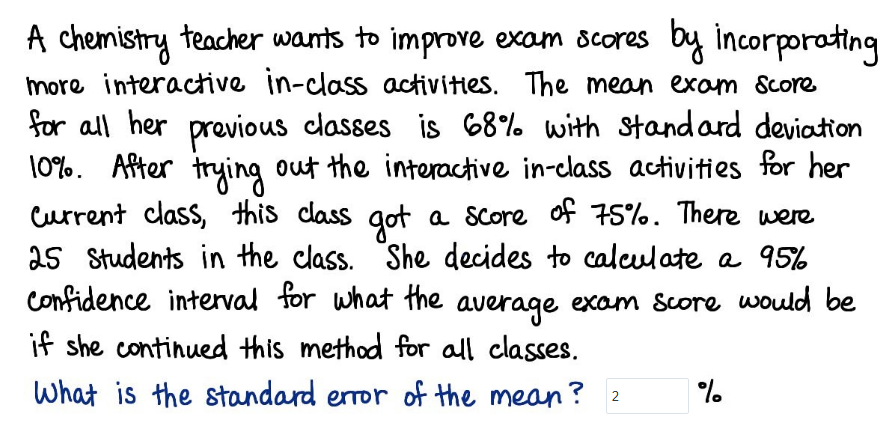 A chemistry teacher wants to improve exam scores by incorporating
more interactive in-class activities. The mean exam score
for all her previous classes is 68% with standard deviation
10%. After trying out the interactive in-class activities for her
current class, this class got a score of 75%. There were
25 students in the class. She decides to calculate a 95%
confidence interval for what the average exam score would be
if she continued this method for all classes.
What is the standard error of the mean? 2 %